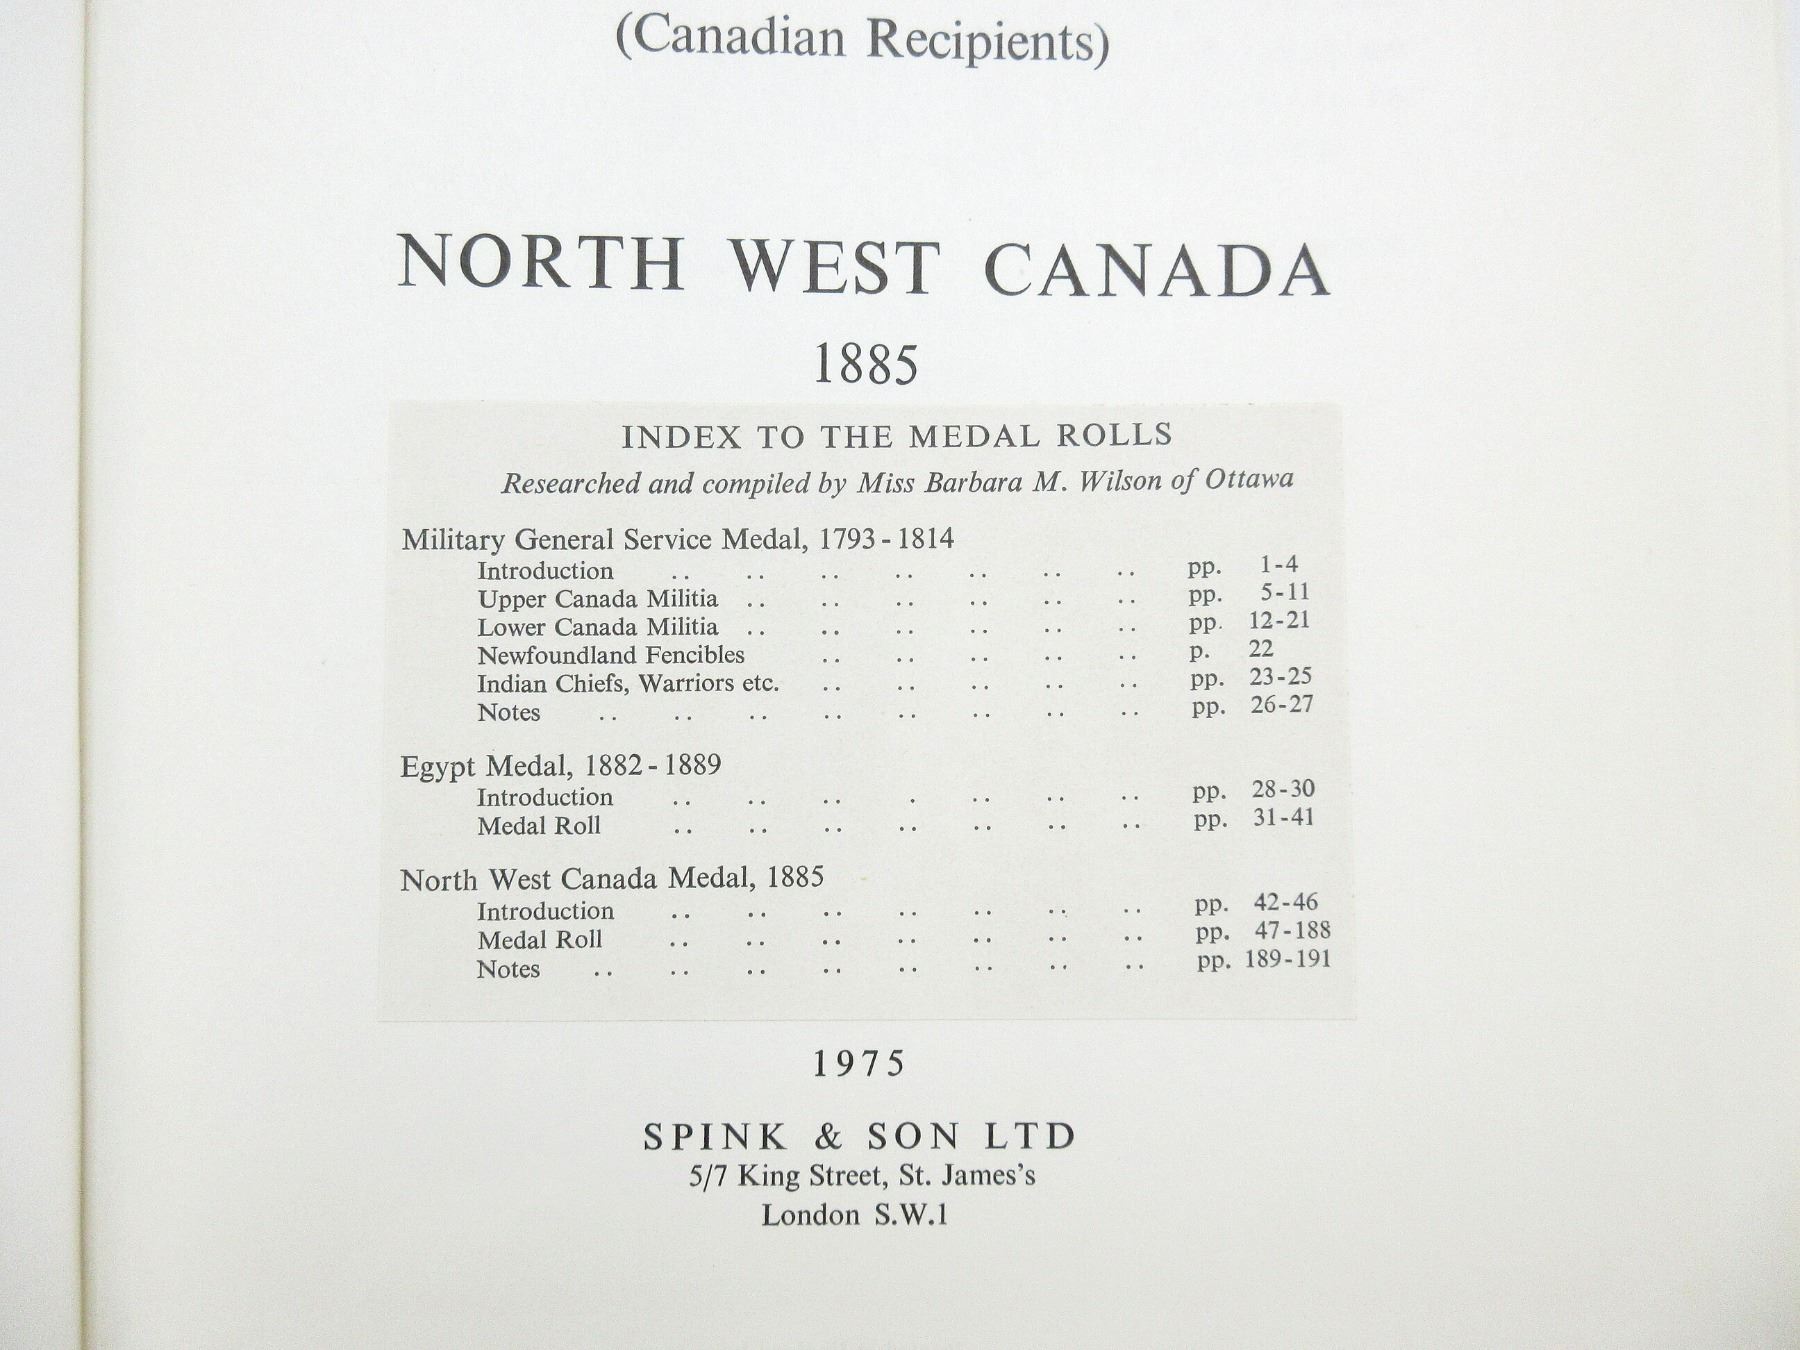 (Canadian Recipients)
NORTH WEST CANADA
1885
INDEX TO THE MEDAL ROLLS
Researched and compiled by Miss Barbara M. Wilson of Ottawa
Military General Service Medal, 1793 - 1814
Introduction .. .. .. .. .. .. .. pp. 1-4
Upper Canada Militia .. .. .. .. .. .. pp. 5-11
Lower Canada Militia .. .. .. .. .. .. pp. 12-21
Newfoundland Fencibles .. .. .. .. .. p. 22
Indian Chiefs, Warriors etc. .. .. .. .. .. pp. 23-25
Notes .. .. .. .. .. .. .. .. pp. 26-27
Egypt Medal, 1882 - 1889
Introduction .. .. .. . .. .. .. pp. 28-30
Medal Roll .. .. .. .. .. .. .. pp. 31-41
North West Canada Medal, 1885
Introduction .. .. .. .. .. .. .. pp. 42-46
Medal Roll .. .. .. .. .. .. .. pp. 47-188
Notes .. .. .. .. .. .. .. .. pp. 189-191
1975
SPINK & SON LTD
5/7 King Street, St. James's
London S.W.1